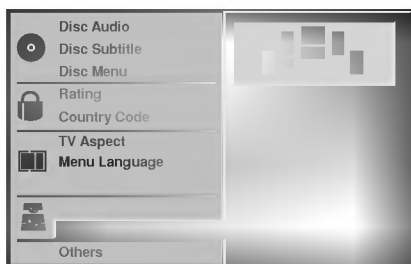 Disc Audio
Disc Subtitle
Disc Menu
Rating
Country Code
TV Aspect
Menu Language
Others